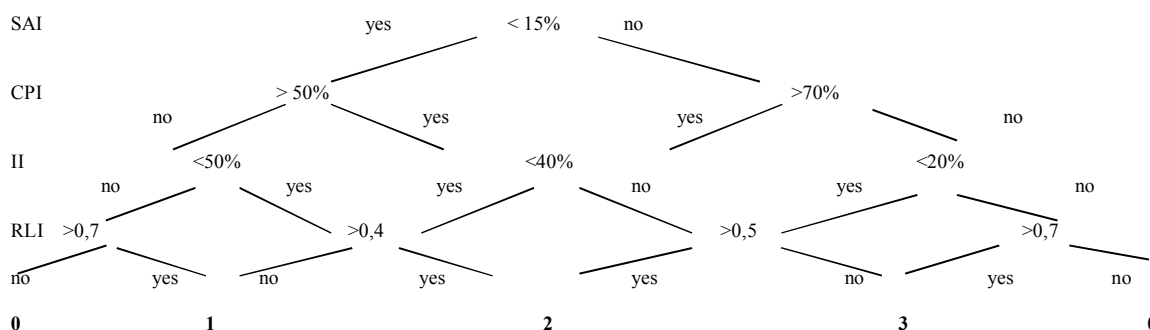 SAI yes < 15% no
CPI > 50% >70%
no yes yes no
II <50% <40% <20%
no yes yes no yes no
RLI >0,7 >0,4 >0,5 >0,7
no yes no yes yes no yes no
0 1 2 3